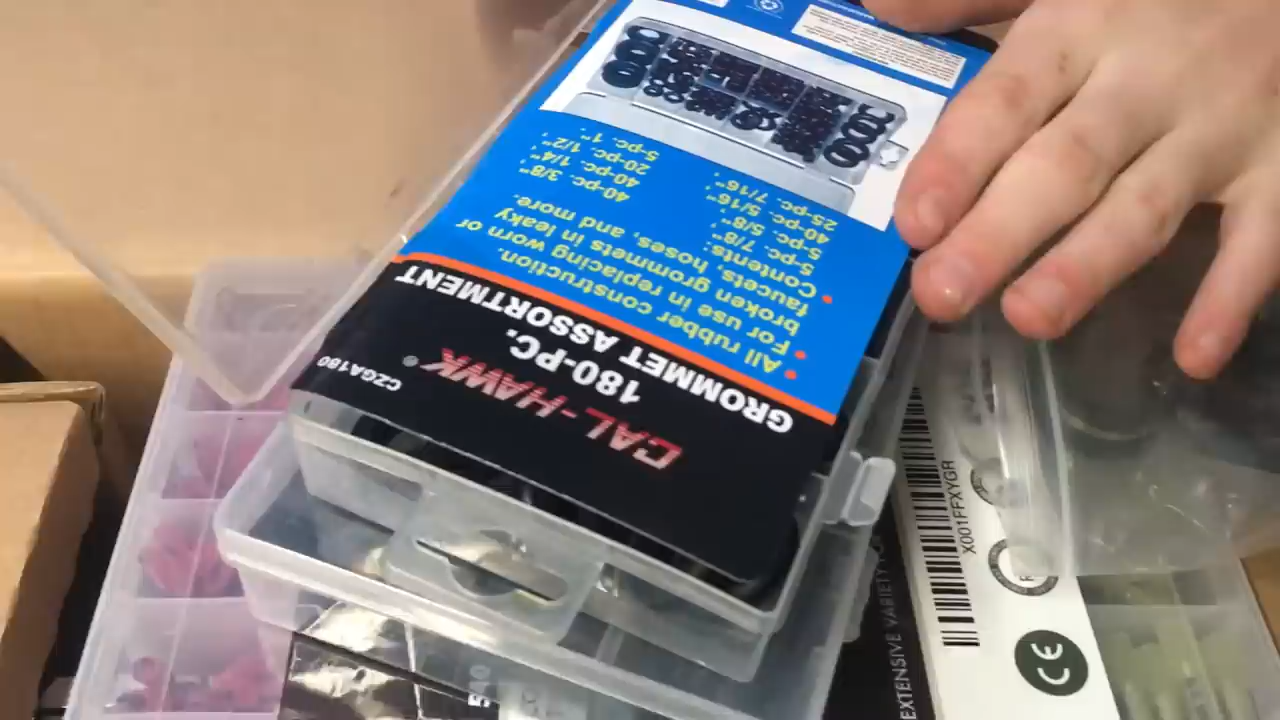 CAL-HAWK®
CZGA180
180-PC.
GROMMET ASSORTMENT
• All rubber construction.
• For use in replacing worn or
broken grommets in leaky
• faucets, hoses, and more.
Contents:
5-pc. 7/8"
40-pc. 5/8",
40-pc. 5/16",
25-pc. 7/16",
40-pc. 3/8"
40-pc. 1/4",
20-pc. 1/2",
5-pc. 1",
X001FFXYGR
CE
EXTENSIVE VARIETY